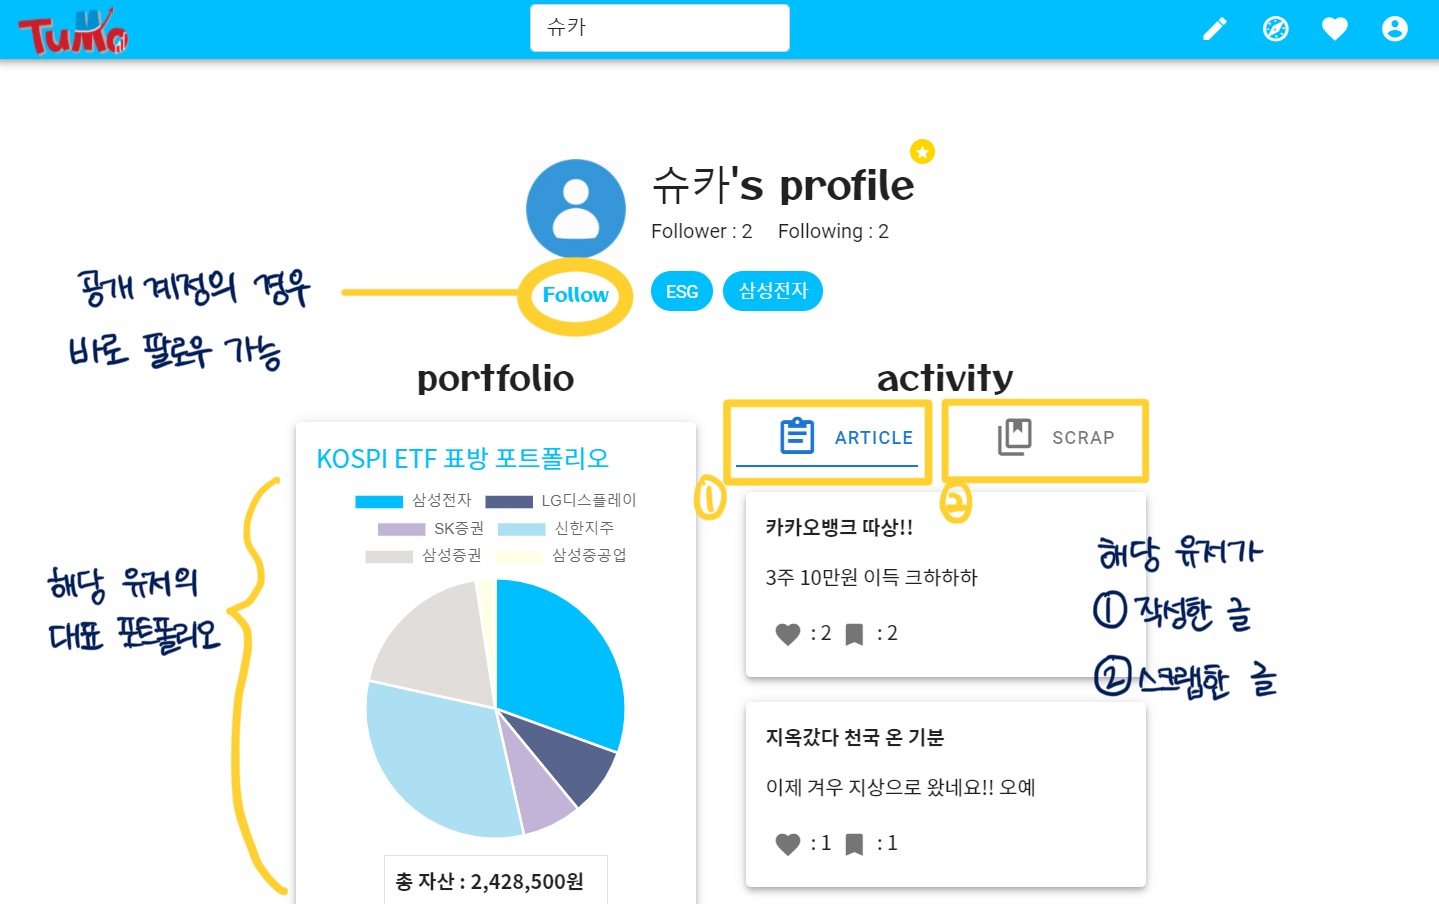 TuMo
슈카
슈카's profile
Follower : 2 Following : 2
Follow
ESG 삼성전자
공개 계정의 경우
바로 팔로우 가능
portfolio
KOSPI ETF 표방 포트폴리오
삼성전자 LG디스플레이
SK증권 신한지주
삼성증권 삼성중공업
총 자산 : 2,428,500원
해당 유저의
대표 포트폴리오
activity
ARTICLE SCRAP
① ②
카카오뱅크 따상!!
3주 10만원 이득 크하하하
: 2 : 2
지옥갔다 천국 온 기분
이제 겨우 지상으로 왔네요!! 오예
: 1 : 1
해당 유저가
① 작성한 글
② 스크랩한 글